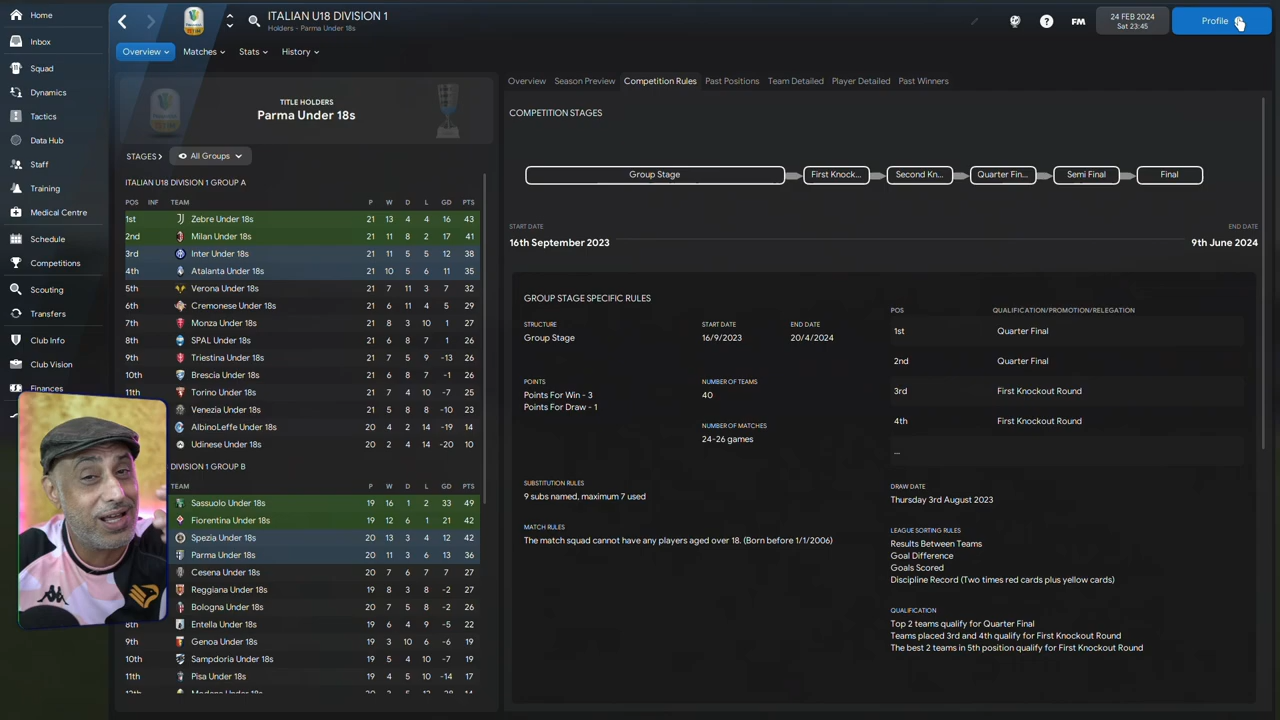 Home
Inbox
Squad
Dynamics
Tactics
Data Hub
Staff
Training
Medical Centre
Schedule
Competitions
Scouting
Transfers
Club Info
Club Vision
Finances
ITALIAN U18 DIVISION 1
Holders - Parma Under 18s
FM
24 FEB 2024
Sat 23:45
Profile
Overview Matches Stats History
TITLE HOLDERS
Parma Under 18s
STAGES All Groups
ITALIAN U18 DIVISION 1 GROUP A
POS INF TEAM P W D L GD PTS
1st Zebre Under 18s 21 13 4 4 16 43
2nd Milan Under 18s 21 11 8 2 17 41
3rd Inter Under 18s 21 11 5 5 12 38
4th Atalanta Under 18s 21 10 5 6 11 35
5th Verona Under 18s 21 7 11 3 7 32
6th Cremonese Under 18s 21 6 11 4 5 29
7th Monza Under 18s 21 8 3 10 1 27
8th SPAL Under 18s 21 6 8 7 1 26
9th Triestina Under 18s 21 7 5 9 -13 26
10th Brescia Under 18s 21 6 8 7 -1 26
11th Torino Under 18s 21 7 4 10 -7 25
12th Venezia Under 18s 21 5 8 8 -10 23
13th AlbinoLeffe Under 18s 20 4 2 14 -19 14
14th Udinese Under 18s 20 2 4 14 -20 10
DIVISION 1 GROUP B
TEAM P W D L GD PTS
Sassuolo Under 18s 19 16 1 2 33 49
Fiorentina Under 18s 19 12 6 1 21 42
Spezia Under 18s 20 13 3 4 12 42
Parma Under 18s 20 11 3 6 13 36
Cesena Under 18s 20 6 7 7 27
Reggiana Under 18s 19 8 3 8 -2 27
Bologna Under 18s 20 7 5 8 -2 26
8th Entella Under 18s 19 6 4 9 -5 22
9th Genoa Under 18s 19 3 10 6 -6 19
10th Sampdoria Under 18s 19 5 4 10 -7 19
11th Pisa Under 18s 19 4 5 10 -14 17
Overview Season Preview Competition Rules Past Positions Team Detailed Player Detailed Past Winners
COMPETITION STAGES
Group Stage First Knock... Second Kn... Quarter Fin... Semi Final Final
START DATE END DATE
16th September 2023 9th June 2024
GROUP STAGE SPECIFIC RULES
STRUCTURE
Group Stage
START DATE
16/9/2023
END DATE
20/4/2024
POINTS
Points For Win - 3
Points For Draw - 1
NUMBER OF TEAMS
40
NUMBER OF MATCHES
24-26 games
SUBSTITUTION RULES
9 subs named, maximum 7 used
MATCH RULES
The match squad cannot have any players aged over 18. (Born before 1/1/2006)
POS QUALIFICATION/PROMOTION/RELEGATION
1st Quarter Final
2nd Quarter Final
3rd First Knockout Round
4th First Knockout Round
...
DRAW DATE
Thursday 3rd August 2023
LEAGUE SORTING RULES
Results Between Teams
Goal Difference
Goals Scored
Discipline Record (Two times red cards plus yellow cards)
QUALIFICATION
Top 2 teams qualify for Quarter Final
Teams placed 3rd and 4th qualify for First Knockout Round
The best 2 teams in 5th position qualify for First Knockout Round